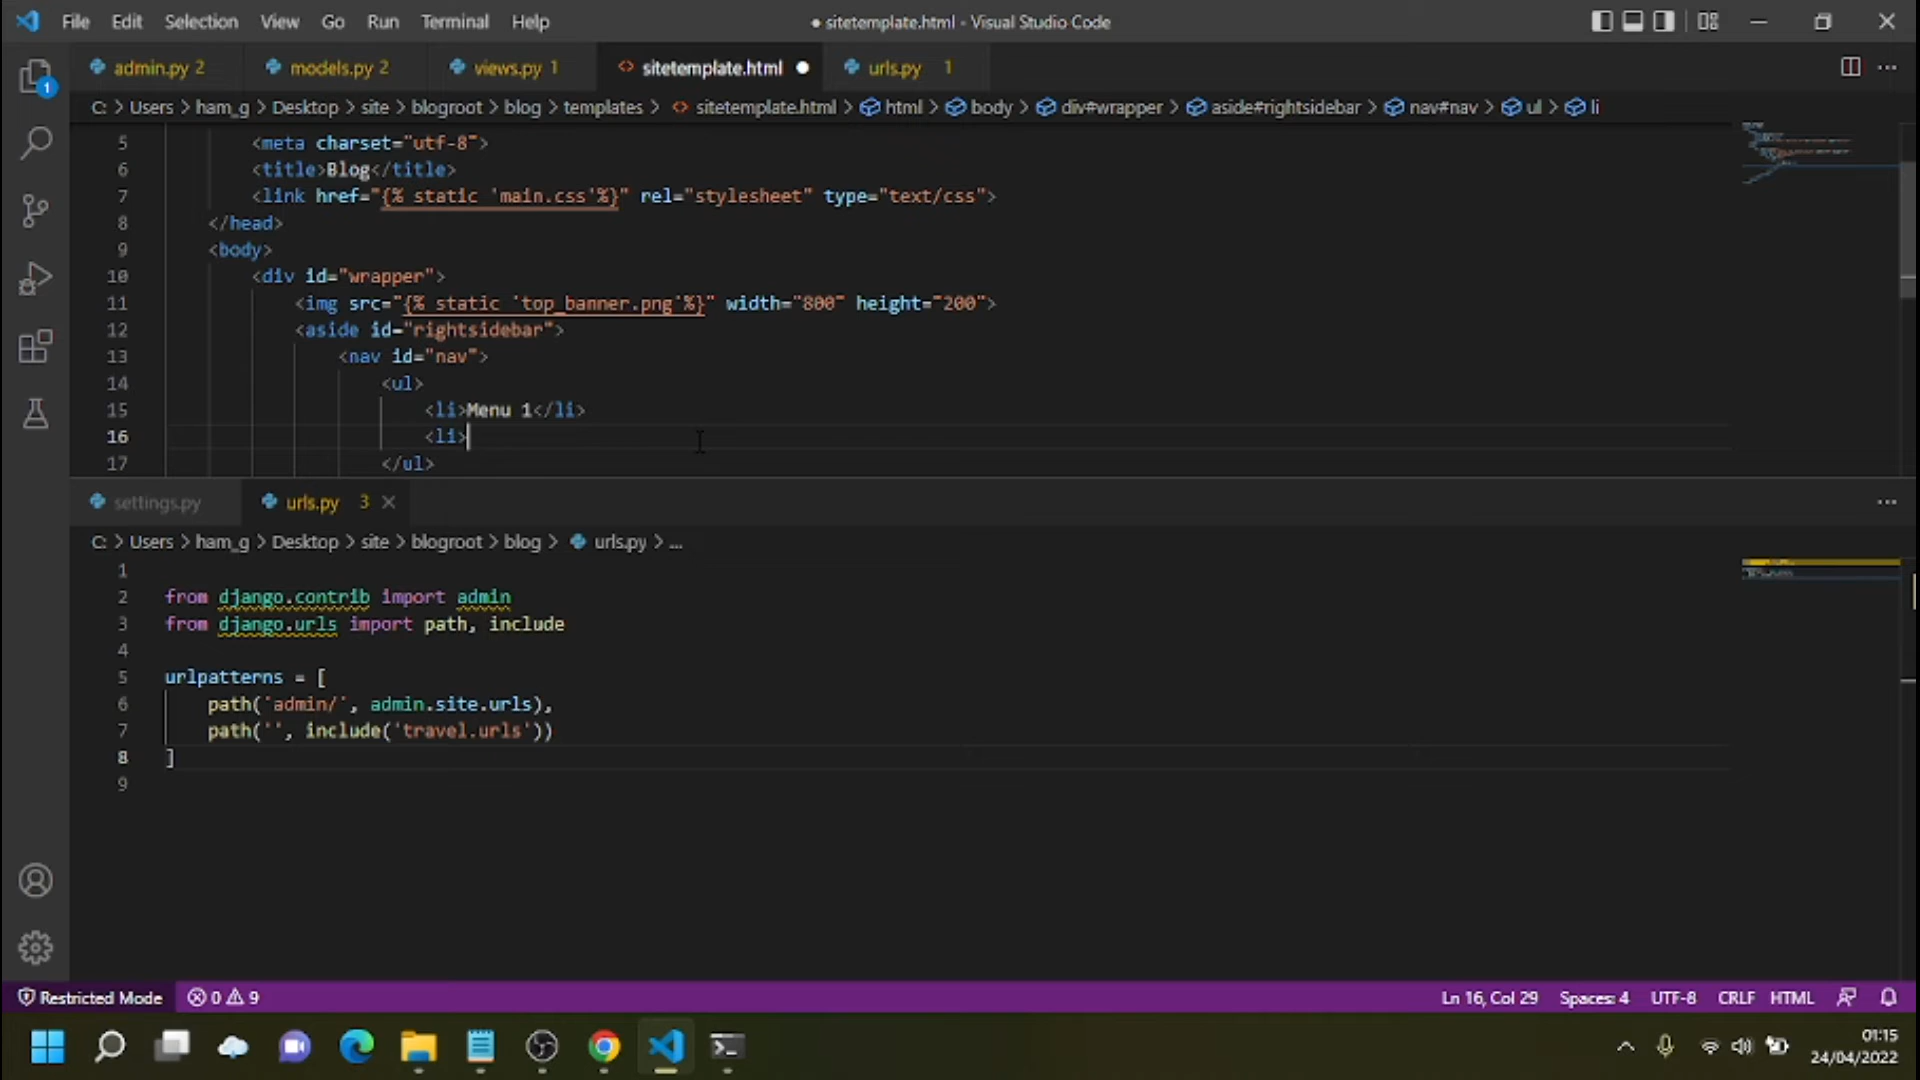 File Edit Selection View Go Run Terminal Help
● sitetemplate.html - Visual Studio Code
admin.py 2 models.py 2 views.py 1 sitetemplate.html ● urls.py 1
C: > Users > ham_g > Desktop > site > blogroot > blog > templates > sitetemplate.html > html > body > div#wrapper > aside#rightsidebar > nav#nav > ul > li
5 <meta charset="utf-8">
6 <title>Blog</title>
7 <link href="{% static 'main.css'%}" rel="stylesheet" type="text/css">
8 </head>
9 <body>
10 <div id="wrapper">
11 <img src="{% static 'top_banner.png'%}" width="800" height="200">
12 <aside id="rightsidebar">
13 <nav id="nav">
14 <ul>
15 <li>Menu 1</li>
16 <li>
17 </ul>
settings.py urls.py 3
C: > Users > ham_g > Desktop > site > blogroot > blog > urls.py > ...
1
2 from django.contrib import admin
3 from django.urls import path, include
4
5 urlpatterns = [
6 path('admin/', admin.site.urls),
7 path('', include('travel.urls'))
8 ]
9
1
Restricted Mode 0 9 Ln 16, Col 29 Spaces: 4 UTF-8 CRLF HTML
01:15
24/04/2022